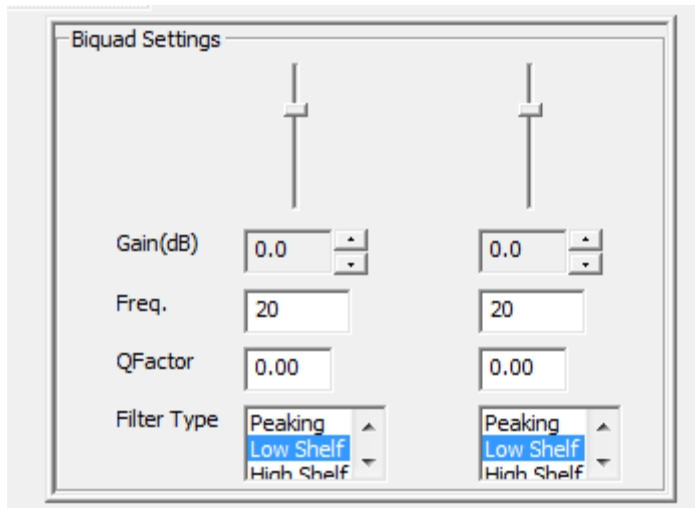 Biquad Settings
Gain(dB) 0.0 0.0
Freq. 20 20
QFactor 0.00 0.00
Filter Type Peaking Peaking
Low Shelf Low Shelf
High Shelf High Shelf